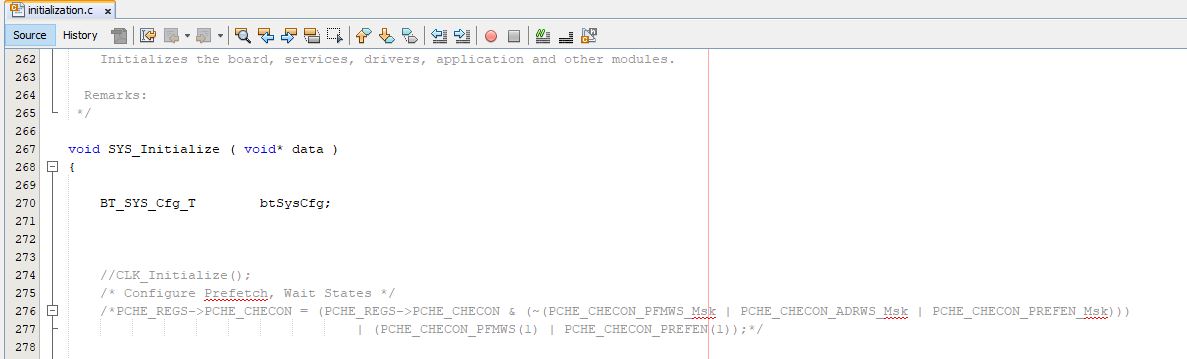 initialization.c
Source History
262 Initializes the board, services, drivers, application and other modules.
263
264 Remarks:
265 */
266
267 void SYS_Initialize ( void* data )
268 {
269
270 BT_SYS_Cfg_T btSysCfg;
271
272
273
274 //CLK_Initialize();
275 /* Configure Prefetch, Wait States */
276 /*PCHE_REGS->PCHE_CHECON = (PCHE_REGS->PCHE_CHECON & (~(PCHE_CHECON_PFMWS_Msk | PCHE_CHECON_ADRWS_Msk | PCHE_CHECON_PREFEN_Msk)))
277 | (PCHE_CHECON_PFMWS(1) | PCHE_CHECON_PREFEN(1));*/
278